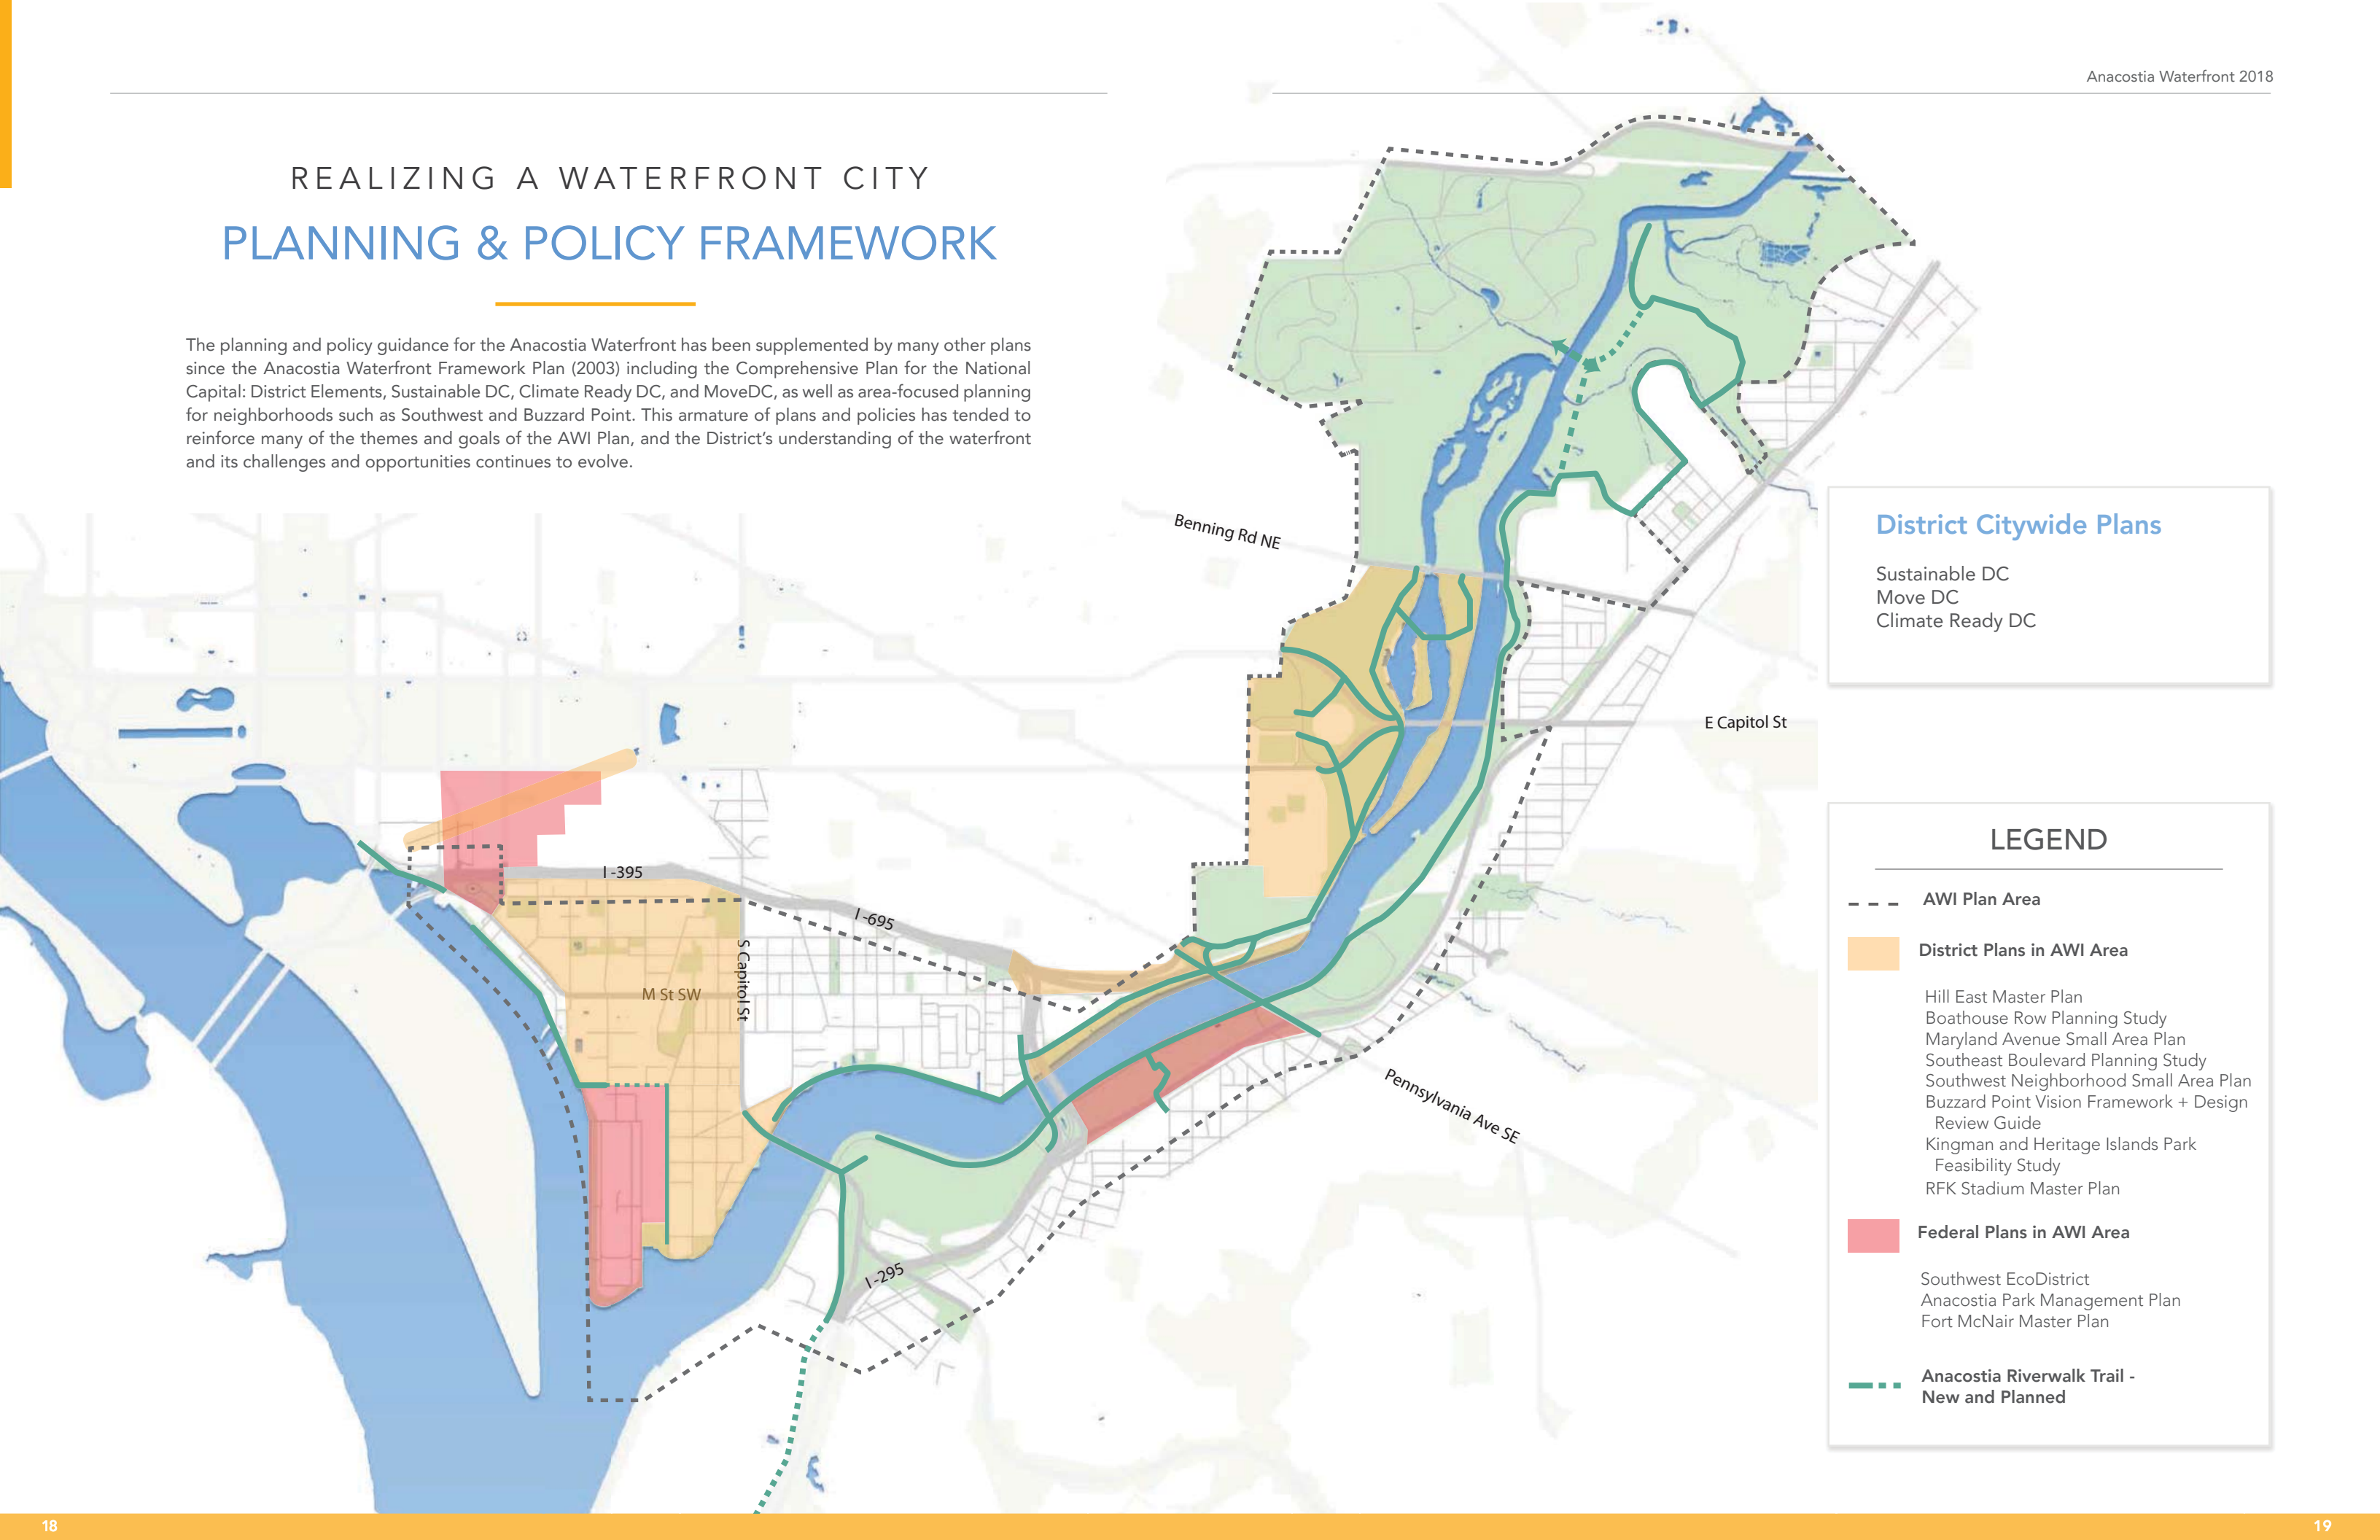 Anacostia Waterfront 2018
REALIZING A WATERFRONT CITY
PLANNING & POLICY FRAMEWORK
The planning and policy guidance for the Anacostia Waterfront has been supplemented by many other plans
since the Anacostia Waterfront Framework Plan (2003) including the Comprehensive Plan for the National
Capital: District Elements, Sustainable DC, Climate Ready DC, and MoveDC, as well as area-focused planning
for neighborhoods such as Southwest and Buzzard Point. This armature of plans and policies has tended to
reinforce many of the themes and goals of the AWI Plan, and the District's understanding of the waterfront
and its challenges and opportunities continues to evolve.
Benning Rd NE
E Capitol St
I -395
I -695
S Capitol St
M St SW
Pennsylvania Ave SE
I -295
District Citywide Plans
Sustainable DC
Move DC
Climate Ready DC
LEGEND
AWI Plan Area
District Plans in AWI Area
Hill East Master Plan
Boathouse Row Planning Study
Maryland Avenue Small Area Plan
Southeast Boulevard Planning Study
Southwest Neighborhood Small Area Plan
Buzzard Point Vision Framework + Design
Review Guide
Kingman and Heritage Islands Park
Feasibility Study
RFK Stadium Master Plan
Federal Plans in AWI Area
Southwest EcoDistrict
Anacostia Park Management Plan
Fort McNair Master Plan
Anacostia Riverwalk Trail -
New and Planned
18
19